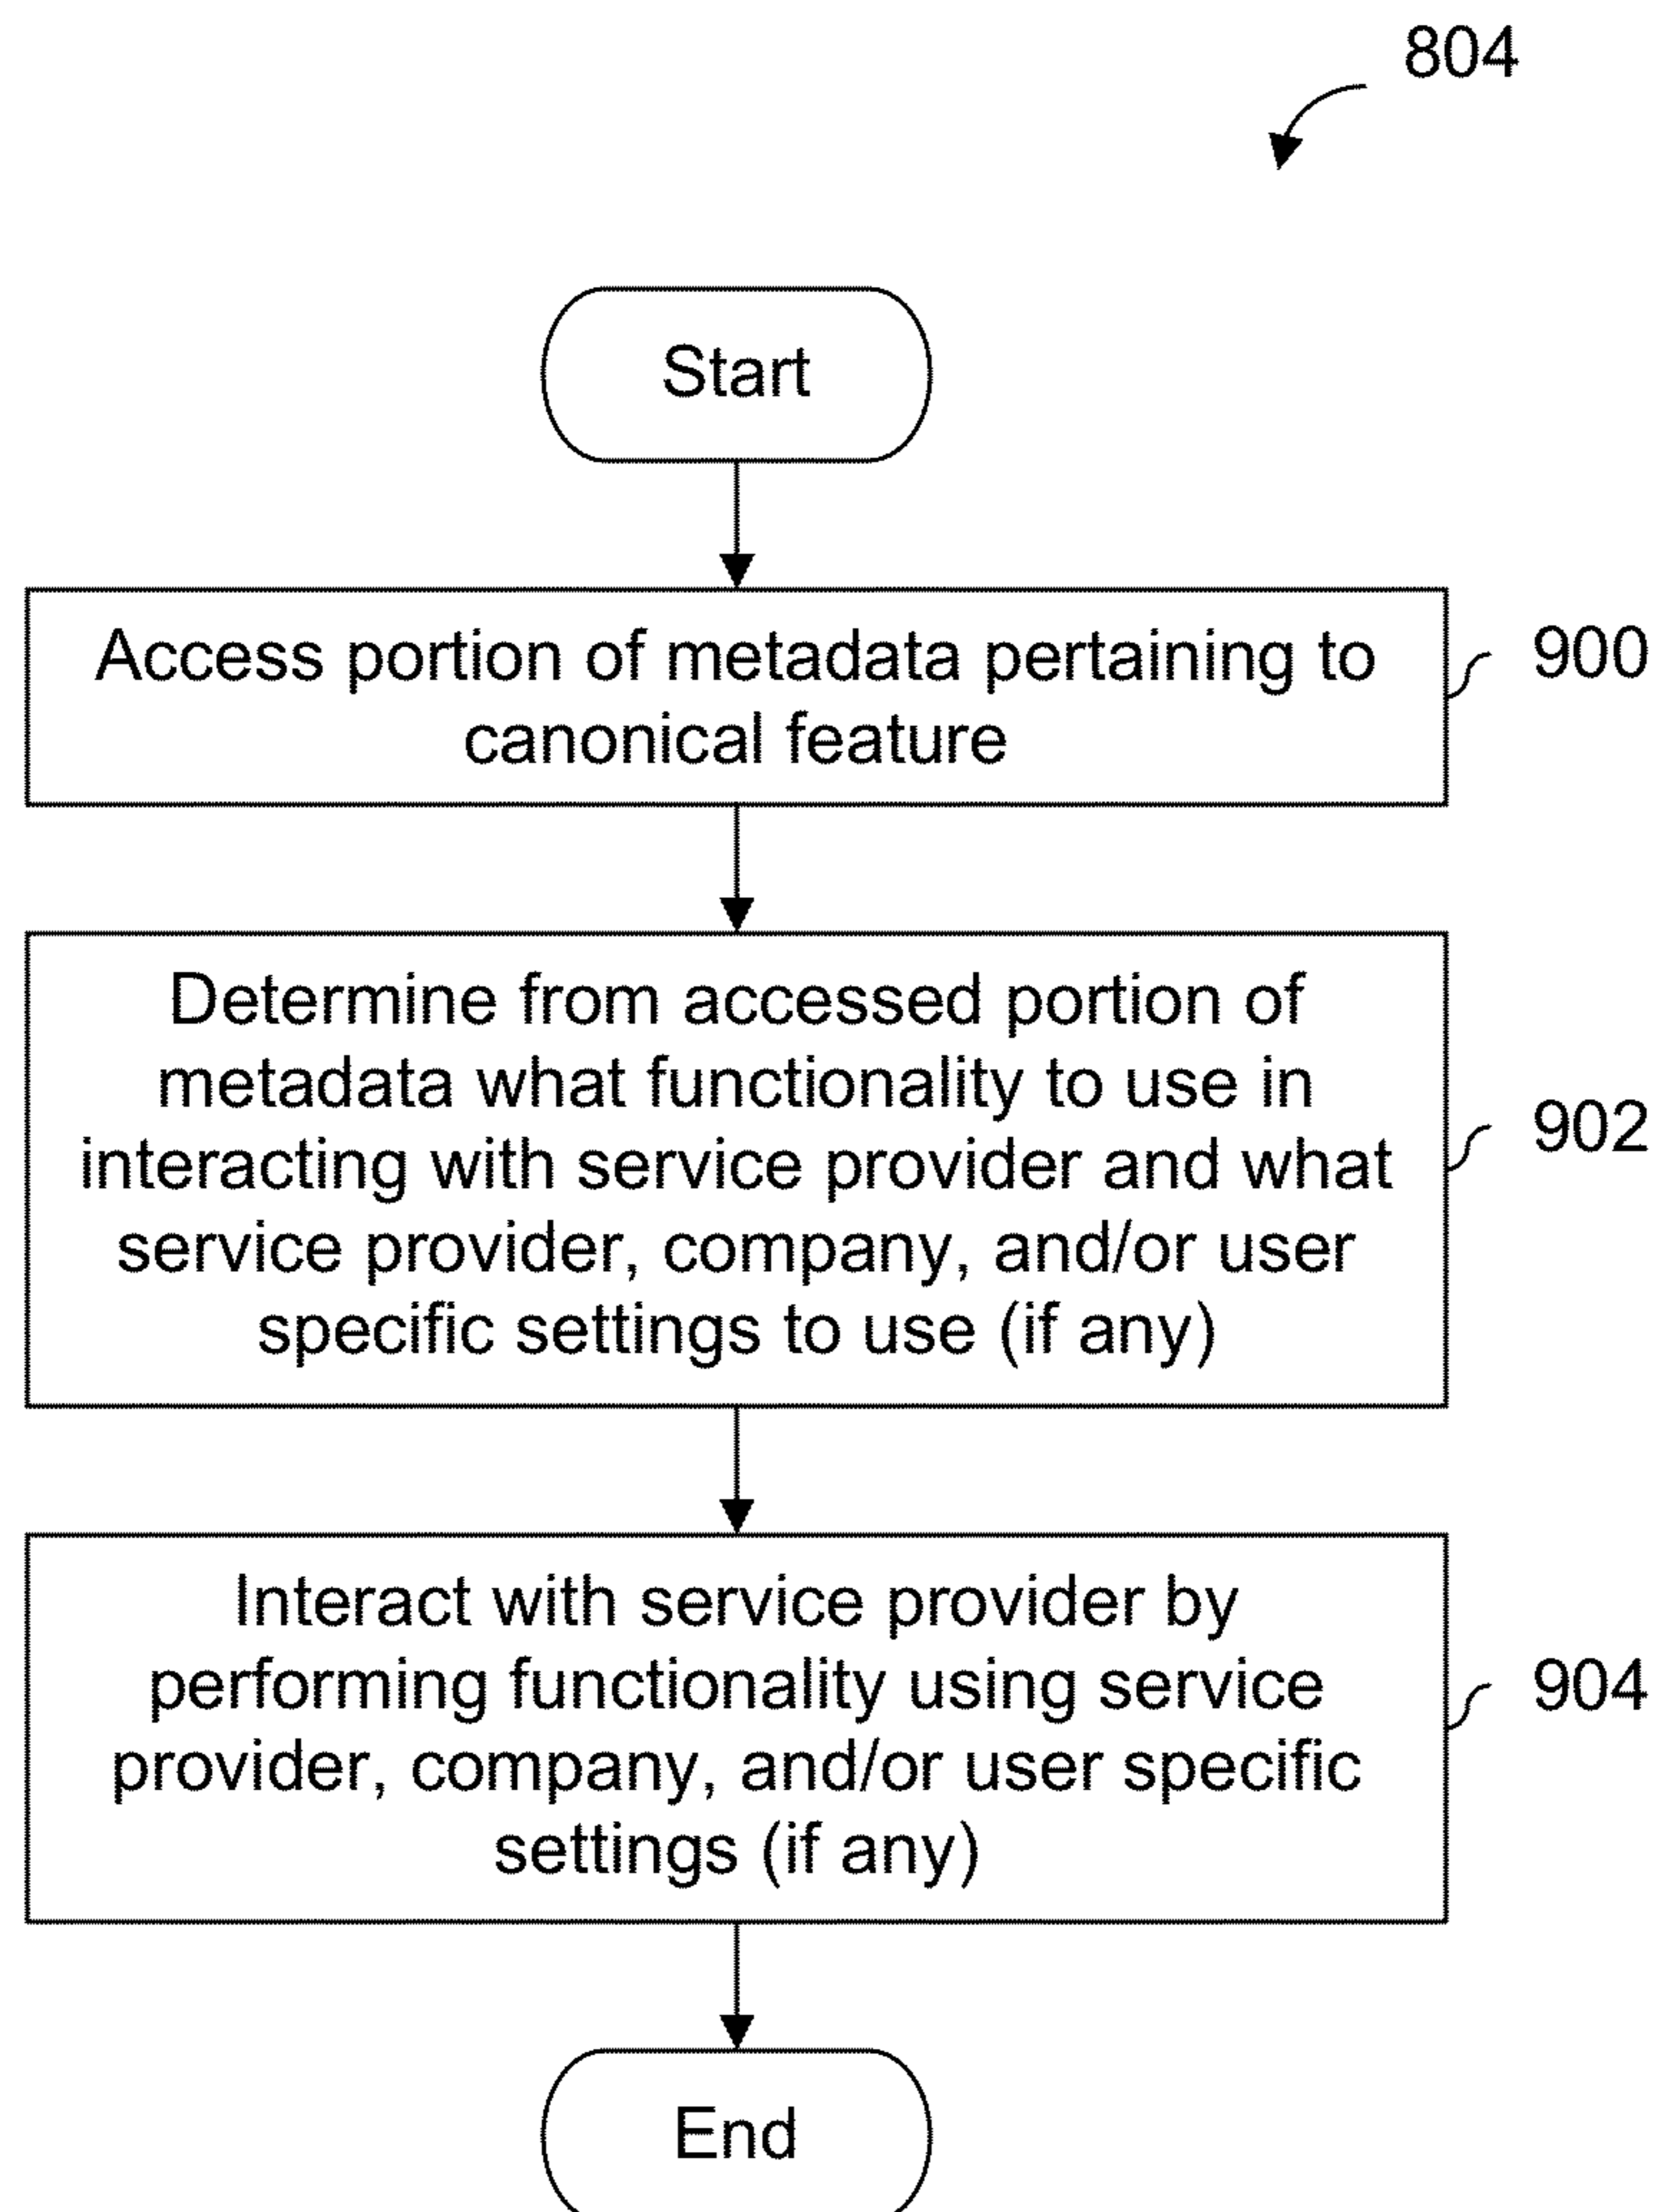 804
Start
Access portion of metadata pertaining to
canonical feature
900
Determine from accessed portion of
metadata what functionality to use in
interacting with service provider and what
service provider, company, and/or user
specific settings to use (if any)
902
Interact with service provider by
performing functionality using service
provider, company, and/or user specific
settings (if any)
904
End